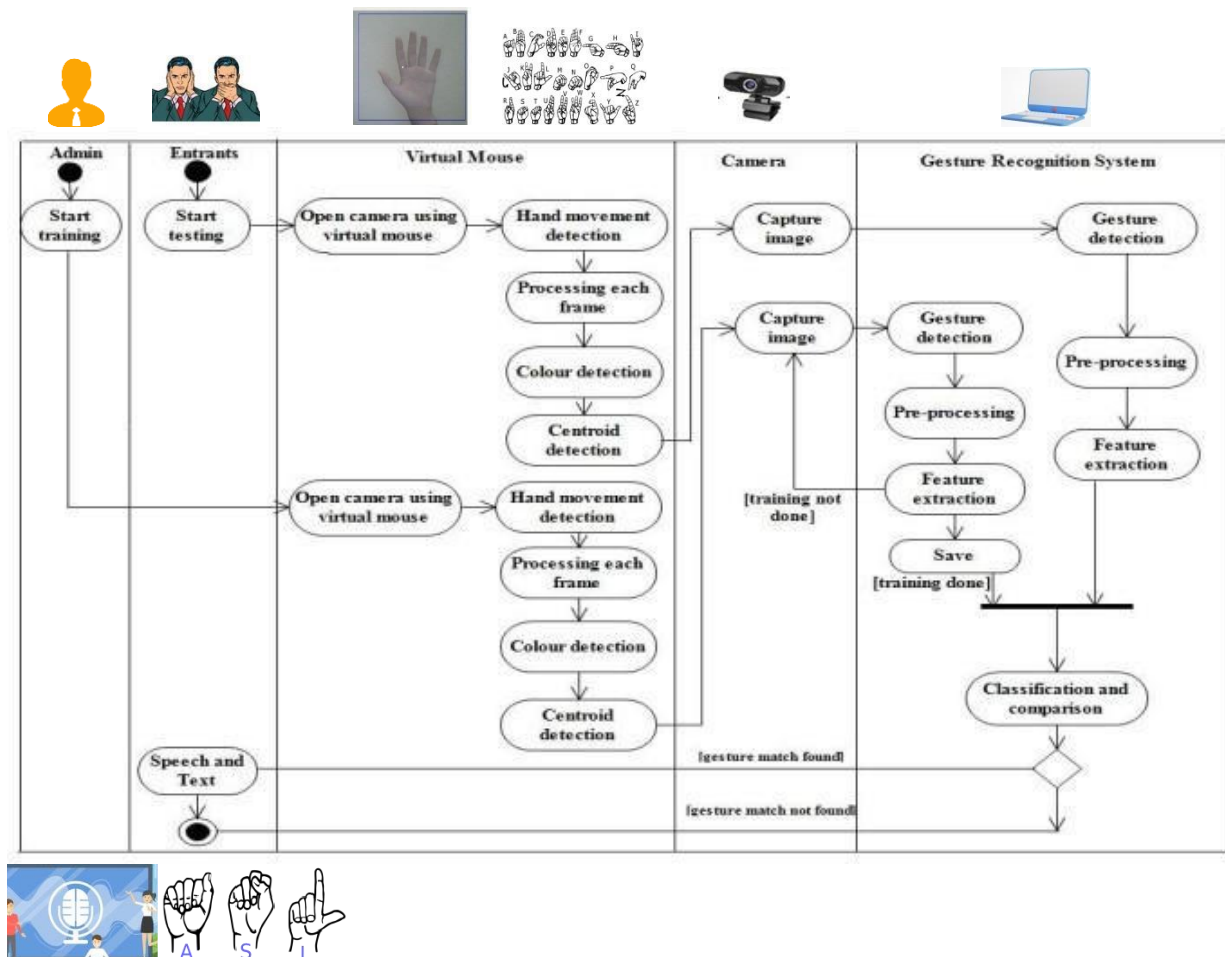 A B C D E F G H I
J K L M N O P Q
R S T U V W X Y Z
Admin
Entrants
Virtual Mouse
Camera
Gesture Recognition System
Start
training
Start
testing
Open camera using
virtual mouse
Hand movement
detection
Capture
image
Gesture
detection
Processing each
frame
Capture
image
Gesture
detection
Colour detection
Pre-processing
Pre-processing
Centroid
detection
Feature
extraction
Feature
extraction
[training not
done]
Open camera using
virtual mouse
Hand movement
detection
Save
[training done]
Processing each
frame
Colour detection
Classification and
comparison
Centroid
detection
Speech and
Text
[gesture match found]
[gesture match not found]
A S L